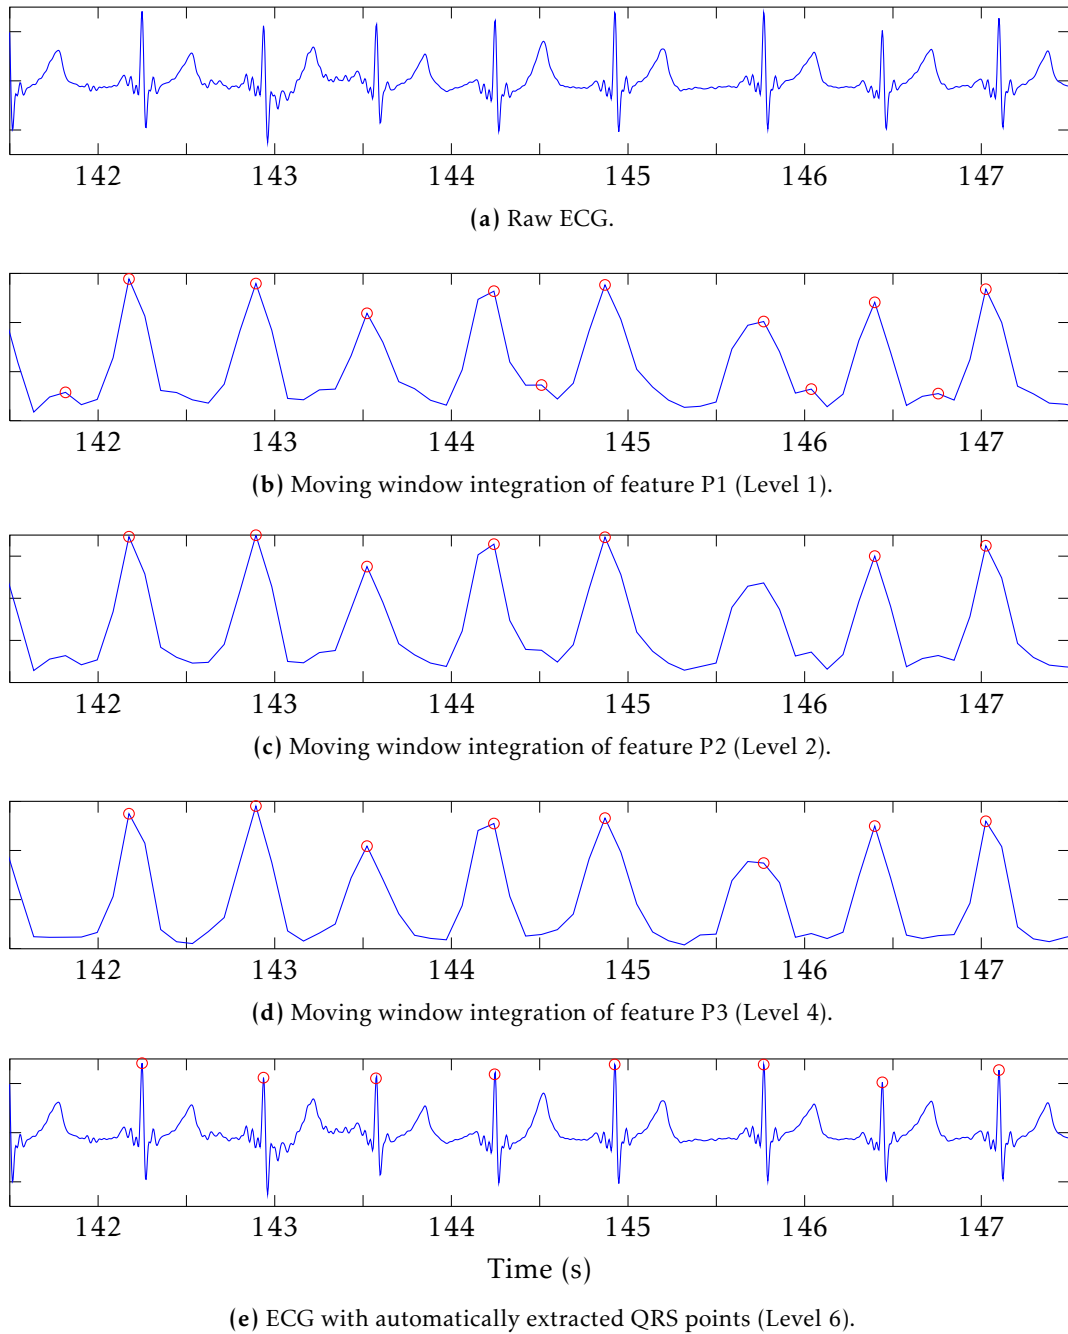 142 143 144 145 146 147
(a) Raw ECG.
142 143 144 145 146 147
(b) Moving window integration of feature P1 (Level 1).
142 143 144 145 146 147
(c) Moving window integration of feature P2 (Level 2).
142 143 144 145 146 147
(d) Moving window integration of feature P3 (Level 4).
142 143 144 145 146 147
Time (s)
(e) ECG with automatically extracted QRS points (Level 6).